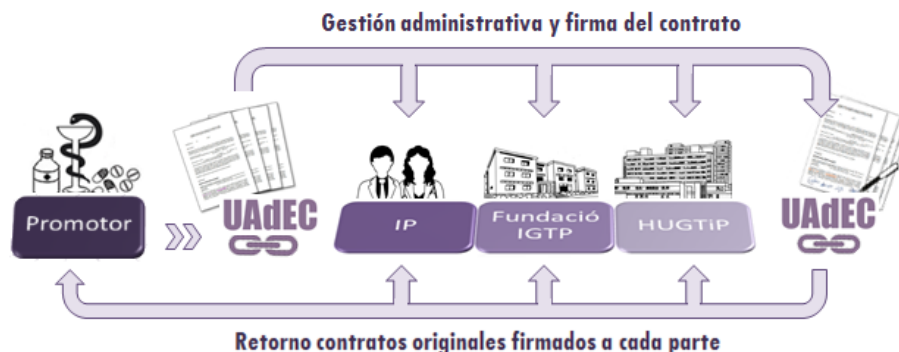 Gestión administrativa y firma del contrato
Promotor
UAdEC
IP
Fundació
IGTP
HUGTiP
UAdEC
Retorno contratos originales firmados a cada parte